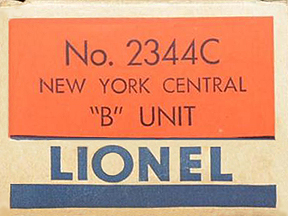 No. 2344C
NEW YORK CENTRAL
"B" UNIT
LIONEL